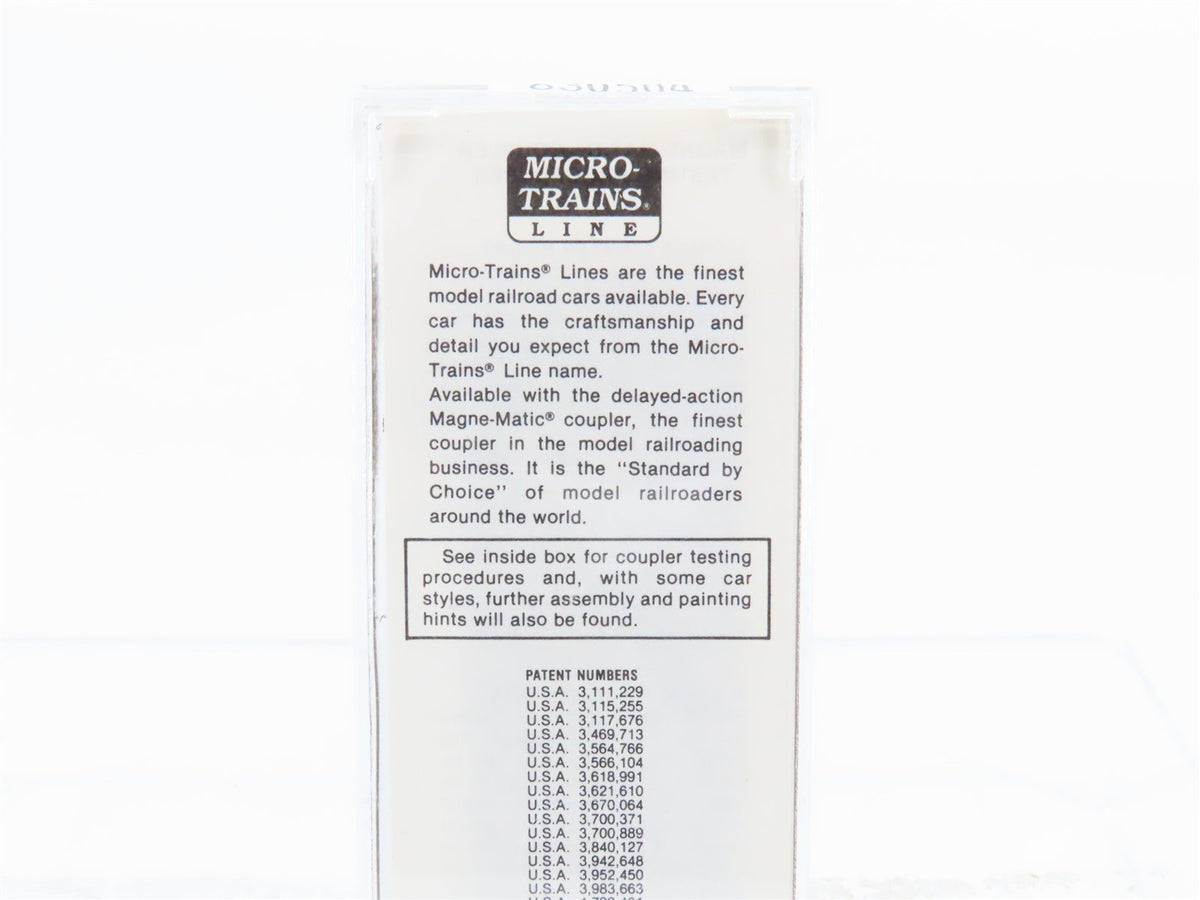 MICRO-
TRAINS®
LINE
Micro-Trains® Lines are the finest
model railroad cars available. Every
car has the craftsmanship and
detail you expect from the Micro-
Trains® Line name.
Available with the delayed-action
Magne-Matic® coupler, the finest
coupler in the model railroading
business. It is the "Standard by
Choice" of model railroaders
around the world.
See inside box for coupler testing
procedures and, with some car
styles, further assembly and painting
hints will also be found.
PATENT NUMBERS
U.S.A. 3,111,229
U.S.A. 3,115,255
U.S.A. 3,117,676
U.S.A. 3,469,713
U.S.A. 3,564,766
U.S.A. 3,566,104
U.S.A. 3,618,991
U.S.A. 3,621,610
U.S.A. 3,670,064
U.S.A. 3,700,371
U.S.A. 3,700,889
U.S.A. 3,840,127
U.S.A. 3,942,648
U.S.A. 3,952,450
U.S.A. 3,983,663